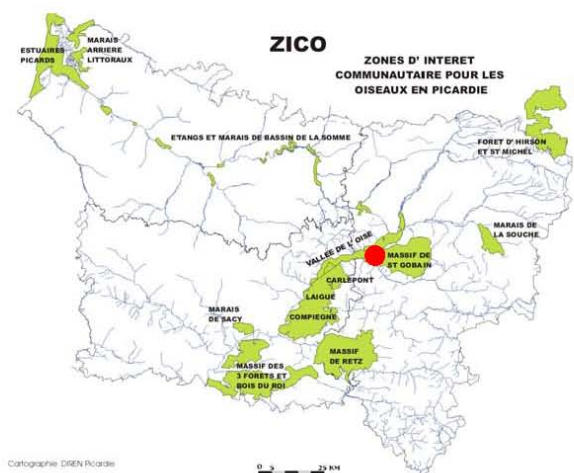 ZICO
ZONES D' INTERET
COMMUNAUTAIRE POUR LES
OISEAUX EN PICARDIE
ESTUAIRES
PICARDS
MARAIS
ARRIERE
LITTORAUX
ETANGS ET MARAIS DE BASSIN DE LA SOMME
FORET D' HIRSON
ET ST MICHEL
MARAIS DE
LA SOUCHE
VALLEE DE L' OISE
MASSIF DE
ST GOBAIN
CARLEPONT
LAIGUE
COMPIEGNE
MARAIS
DE SACY
MASSIF DES
3 FORETS ET
BOIS DU ROI
MASSIF
DE RETZ
Cartographie DIREN Picardie
0 5 25 KM